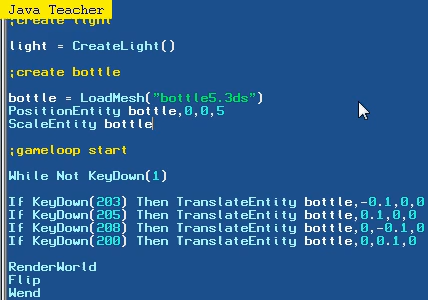 Java Teacher
;create light
light = CreateLight()
;create bottle
bottle = LoadMesh("bottle5.3ds")
PositionEntity bottle,0,0,5
ScaleEntity bottle
;gameloop start
While Not KeyDown(1)
If KeyDown(203) Then TranslateEntity bottle,-0.1,0,0
If KeyDown(205) Then TranslateEntity bottle,0.1,0,0
If KeyDown(208) Then TranslateEntity bottle,0,-0.1,0
If KeyDown(200) Then TranslateEntity bottle,0,0.1,0
RenderWorld
Flip
Wend